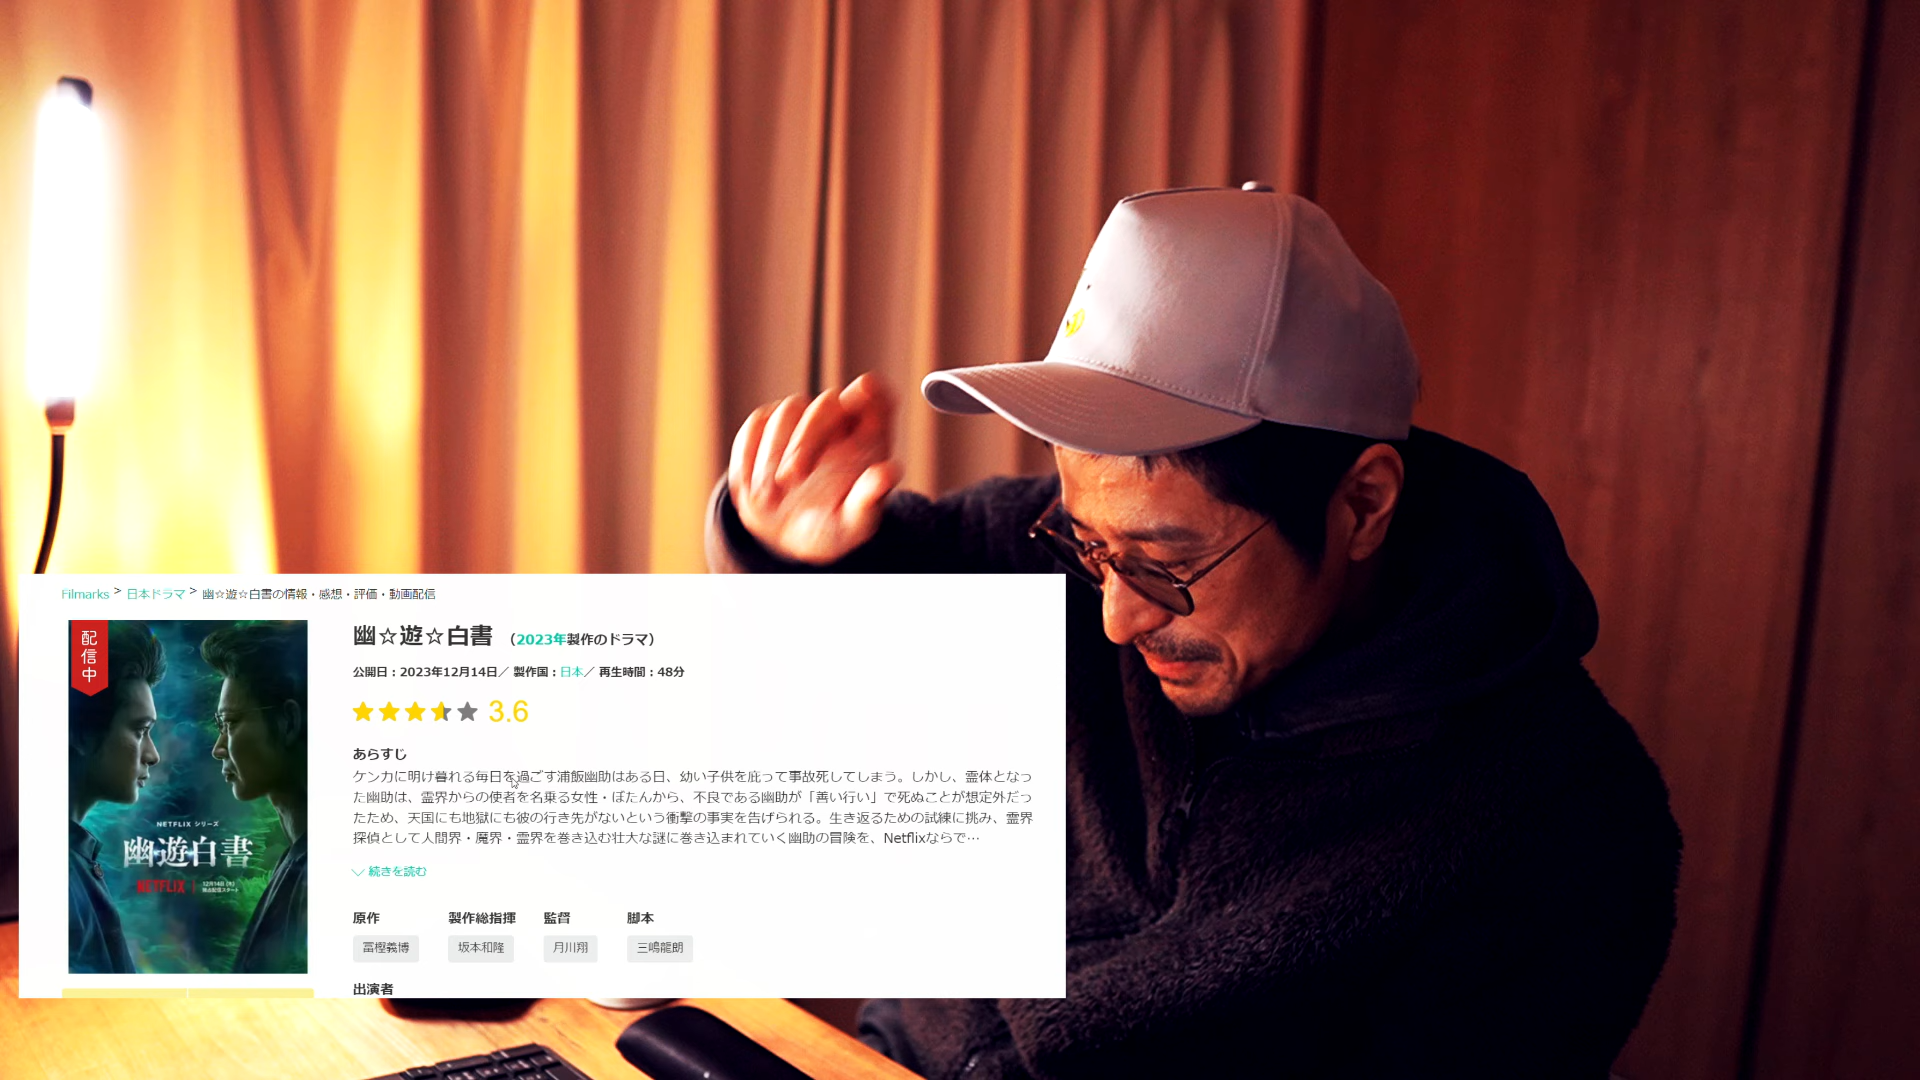 Filmarks > 日本ドラマ > 幽☆遊☆白書の情報・感想・評価・動画配信
配信中
幽☆遊☆白書 （2023年製作のドラマ）
公開日：2023年12月14日／ 製作国：日本／ 再生時間：48分
3.6
あらすじ
ケンカに明け暮れる毎日を過ごす浦飯幽助はある日、幼い子供を庇って事故死してしまう。しかし、霊体となっ
た幽助は、霊界からの使者を名乗る女性・ぼたんから、不良である幽助が「善い行い」で死ぬことが想定外だっ
たため、天国にも地獄にも彼の行き先がないという衝撃の事実を告げられる。生き返るための試練に挑み、霊界
探偵として人間界・魔界・霊界を巻き込む壮大な謎に巻き込まれていく幽助の冒険を、Netflixならで…
続きを読む
NETFLIX シリーズ
幽遊白書
NETFLIX
12月14日(木)
原作 製作総指揮 監督 脚本
冨樫義博 坂本和隆 月川翔 三嶋龍朗
出演者